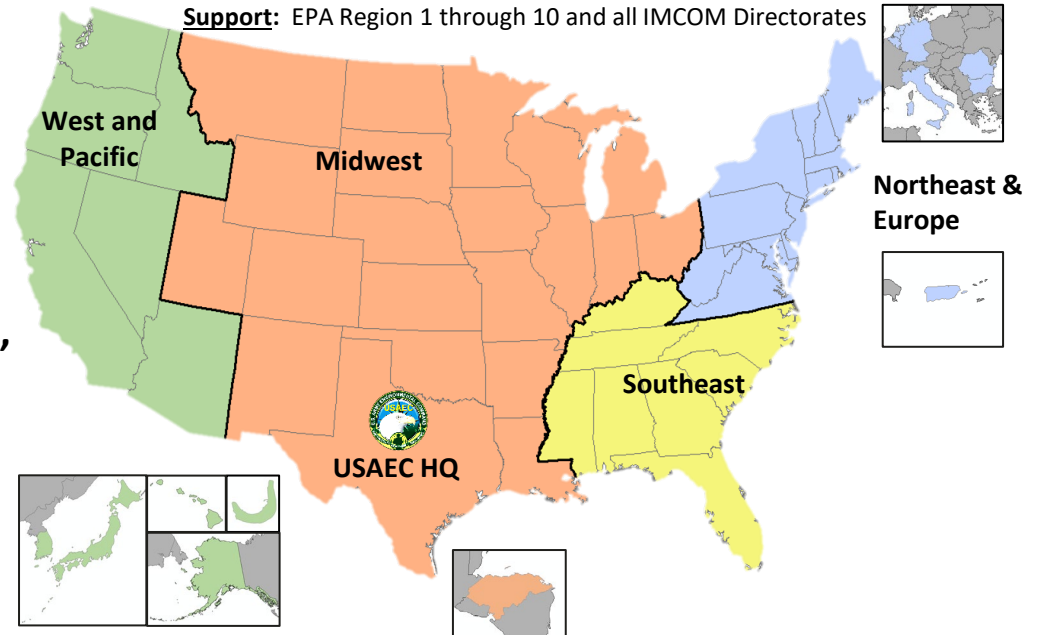 Support: EPA Region 1 through 10 and all IMCOM Directorates
West and
Pacific
Midwest
Northeast &
Europe
,
Southeast
USAEC
USAEC HQ